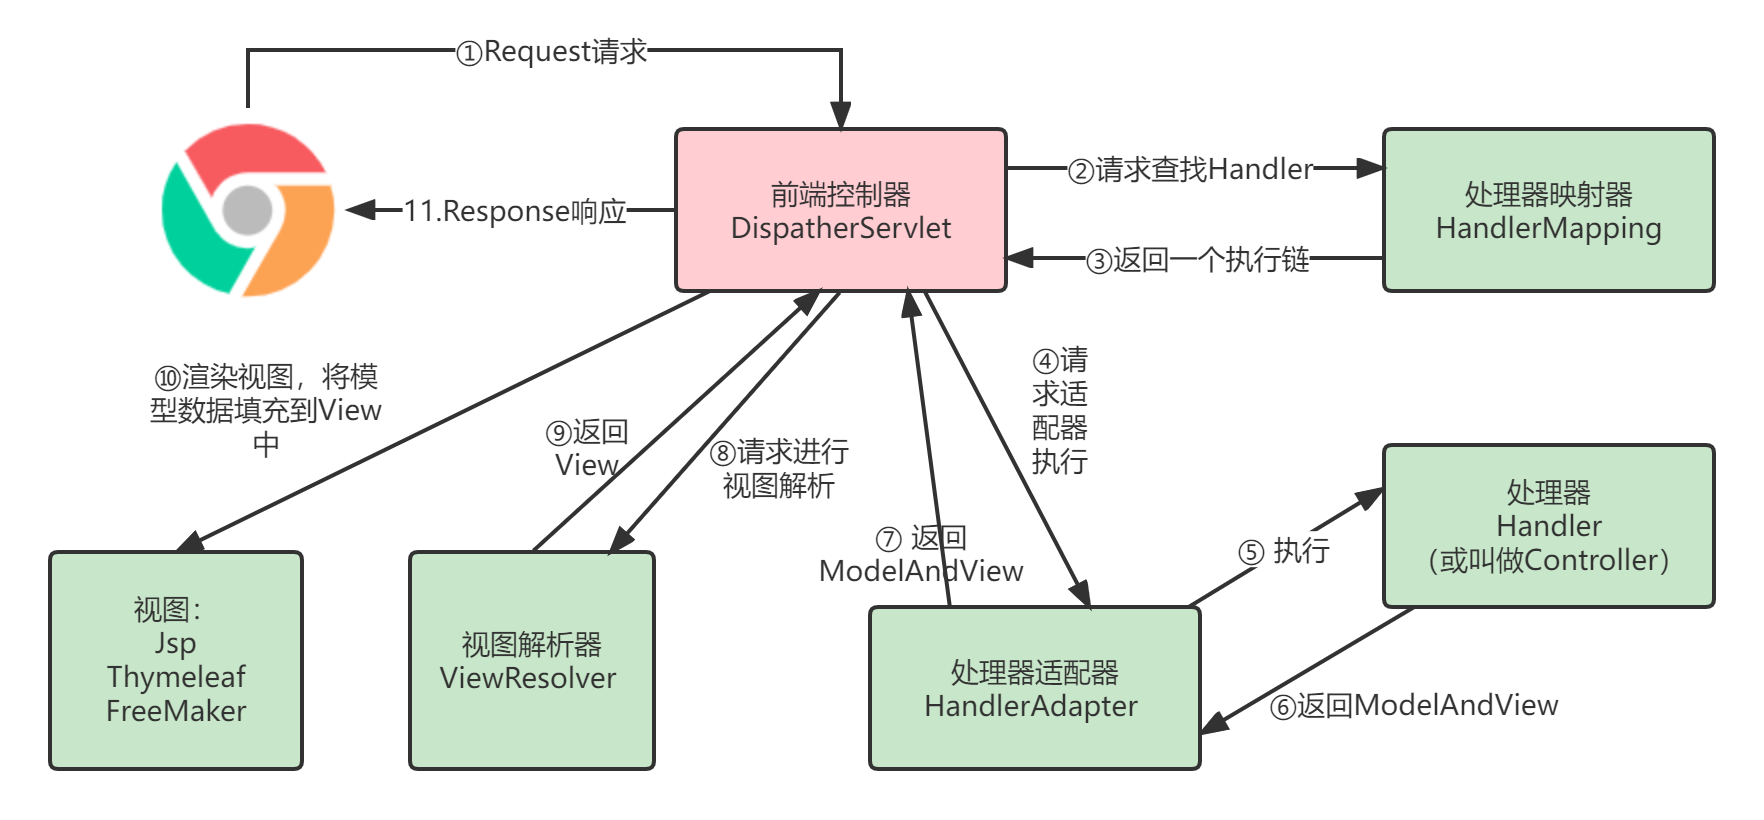 ①Request请求
前端控制器
DispatherServlet
②请求查找Handler
处理器映射器
HandlerMapping
11.Response响应
③返回一个执行链
⑩渲染视图，将模
型数据填充到View
中
⑨返回
View
⑧请求进行
视图解析
④请
求适
配器
执行
⑦ 返回
ModelAndView
⑤ 执行
处理器
Handler
（或叫做Controller）
视图：
Jsp
Thymeleaf
FreeMaker
视图解析器
ViewResolver
处理器适配器
HandlerAdapter
⑥返回ModelAndView